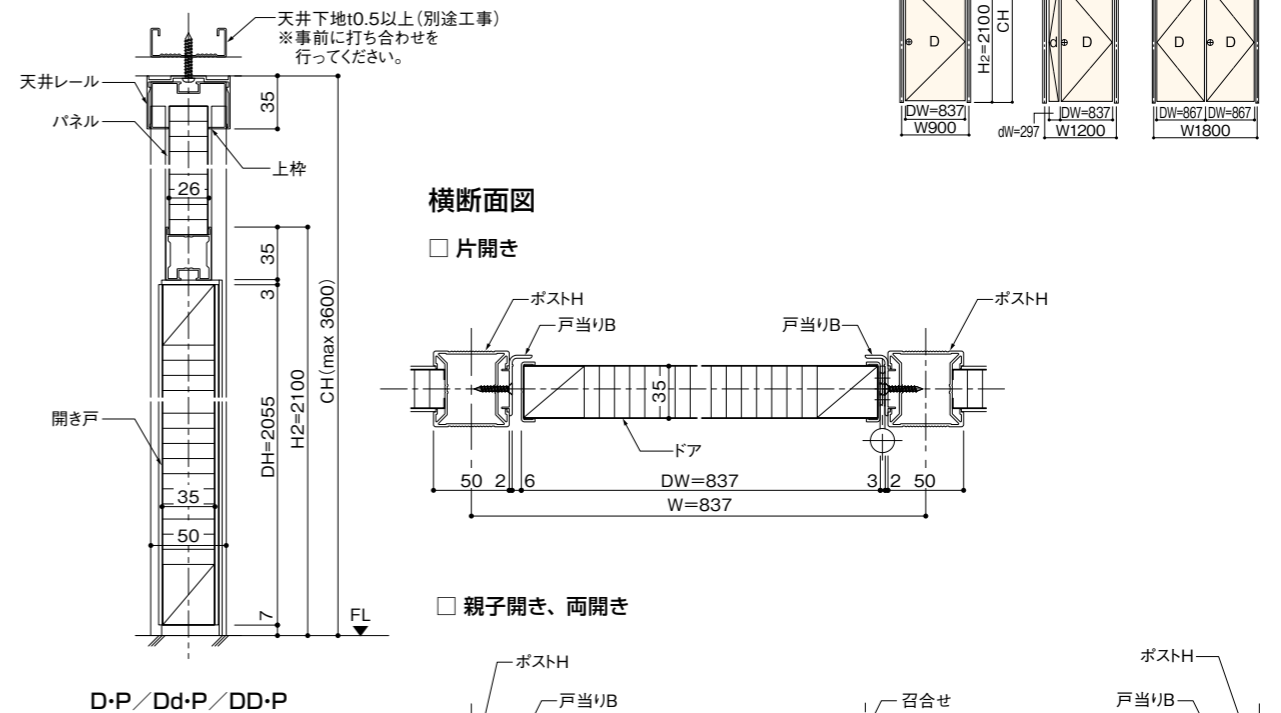 天井下地t0.5以上（別途工事）
※事前に打ち合わせを
行ってください。
天井レール
パネル
上枠
35
26
35
3
DH=2055
H2=2100
CH（max 3600）
開き戸
35
50
7
FL
D・P／Dd・P／DD・P
D
H2=2100
CH
DW=837
W900
d
D
dW=297
DW=837
W1200
D
D
DW=867
DW=867
W1800
横断面図
□ 片開き
ポストH
戸当りB
戸当りB
ポストH
35
ドア
50
2
6
DW=837
3
2
50
W=837
□ 親子開き、両開き
ポストH
戸当りB
召合せ
ポストH
戸当りB